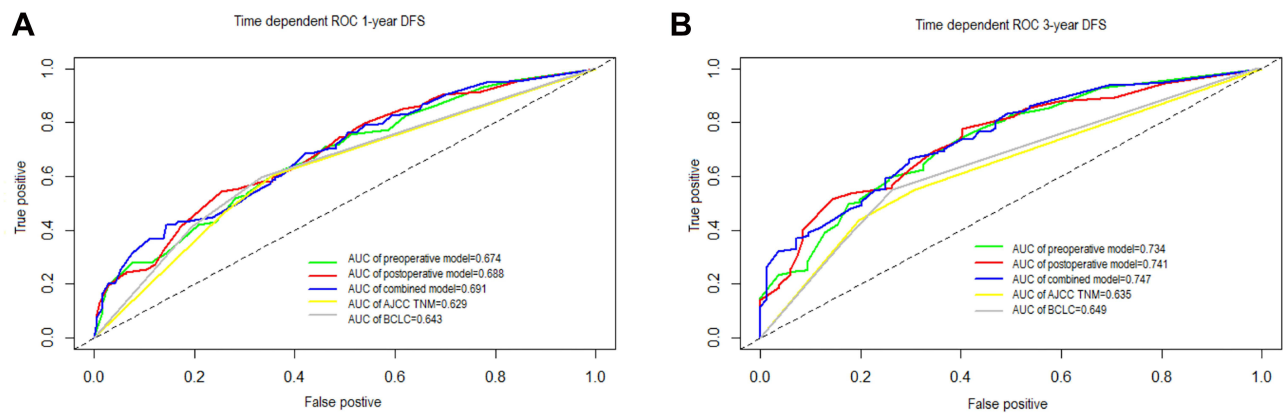 A
Time dependent ROC 1-year DFS
True positive
1.0
0.8
0.6
0.4
0.2
0.0
AUC of preoperative model=0.674
AUC of postoperative model=0.688
AUC of combined model=0.691
AUC of AJCC TNM=0.629
AUC of BCLC=0.643
0.0 0.2 0.4 0.6 0.8 1.0
False postive
B
Time dependent ROC 3-year DFS
True positive
1.0
0.8
0.6
0.4
0.2
0.0
AUC of preoperative model=0.734
AUC of postoperative model=0.741
AUC of combined model=0.747
AUC of AJCC TNM=0.635
AUC of BCLC=0.649
0.0 0.2 0.4 0.6 0.8 1.0
False postive